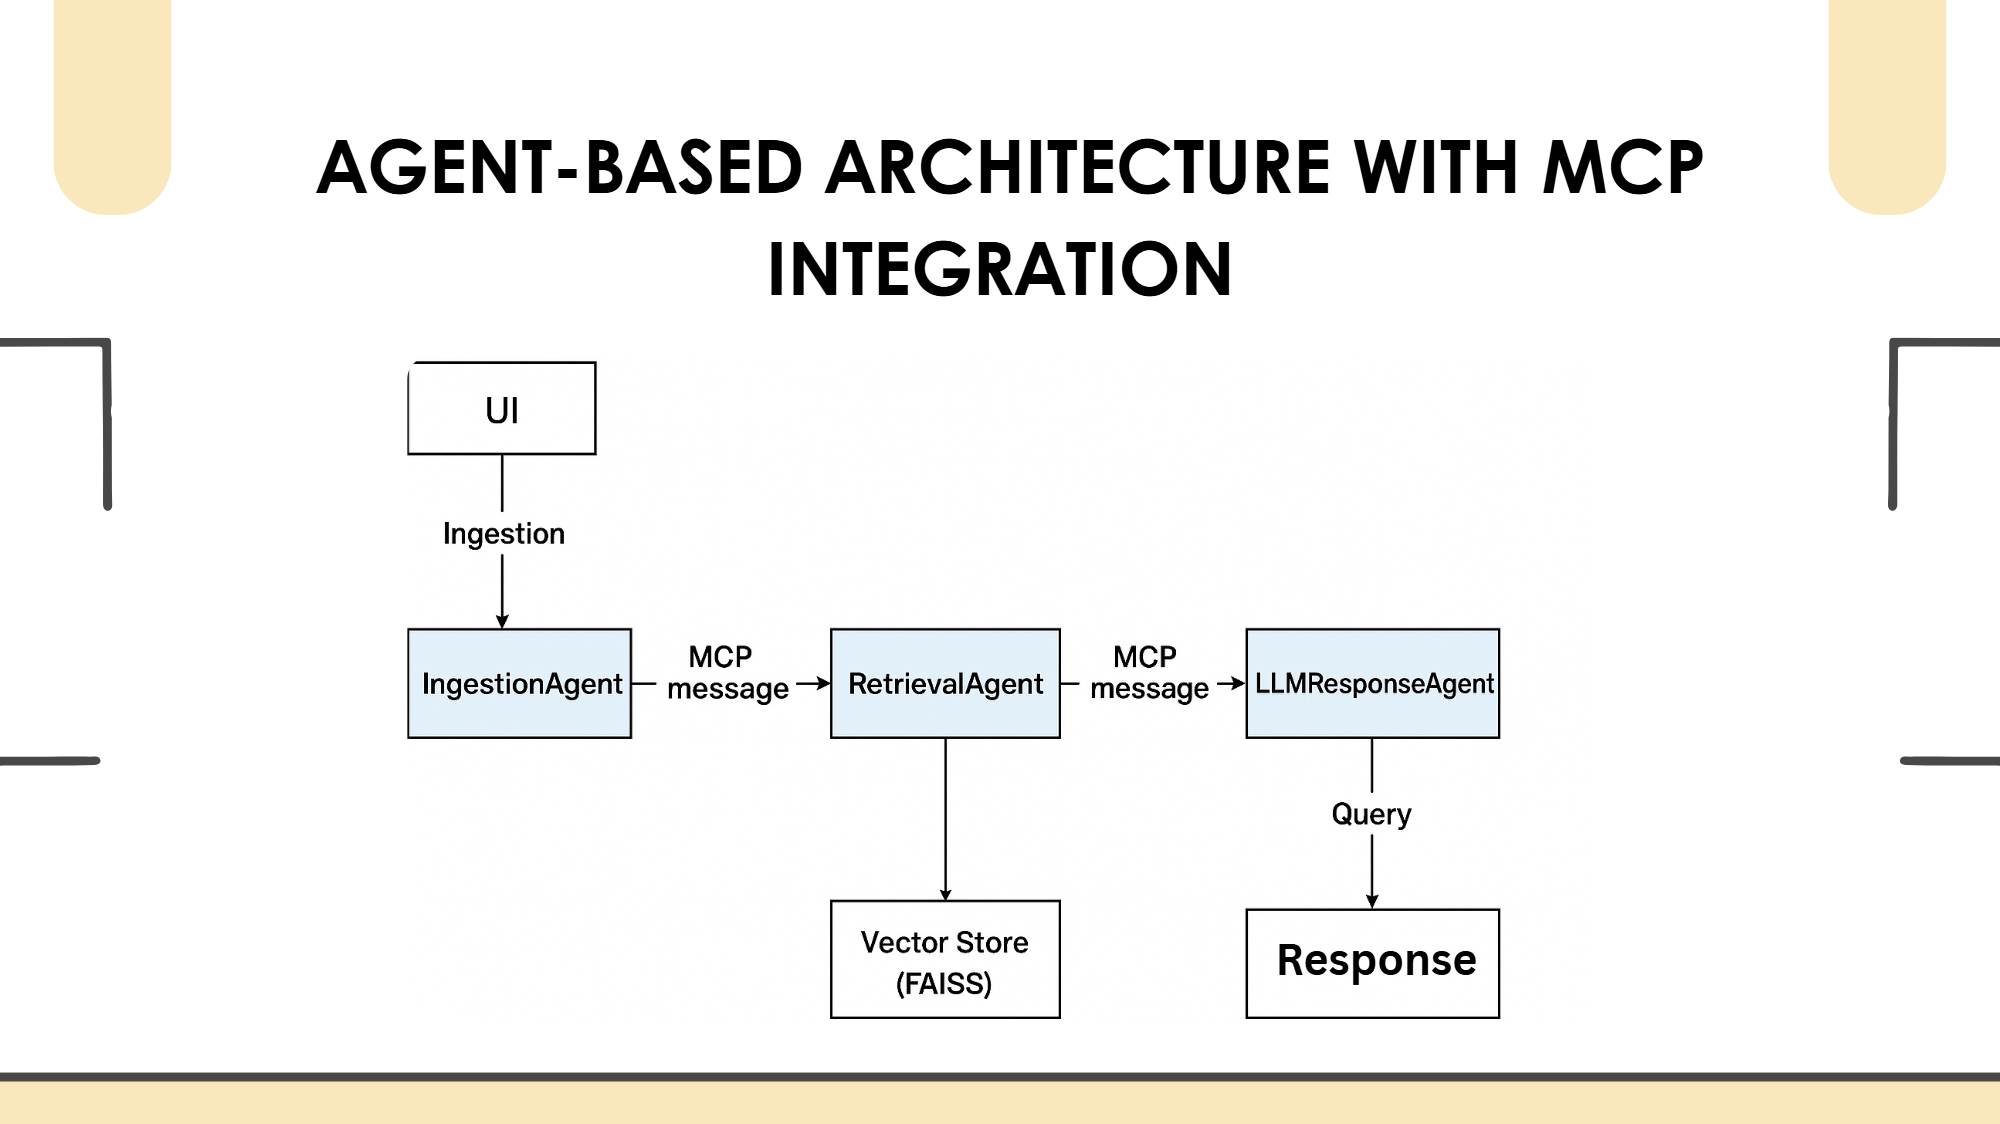 AGENT-BASED ARCHITECTURE WITH MCP
INTEGRATION
UI
Ingestion
IngestionAgent
MCP
message
RetrievalAgent
MCP
message
LLMResponseAgent
Query
Vector Store
(FAISS)
Response